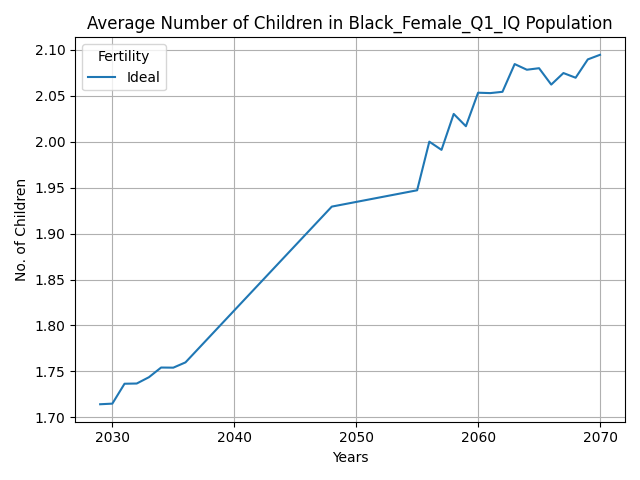 Average Number of Children in Black_Female_Q1_IQ Population
Fertility
Ideal
No. of Children
2.10
2.05
2.00
1.95
1.90
1.85
1.80
1.75
1.70
2030 2040 2050 2060 2070
Years